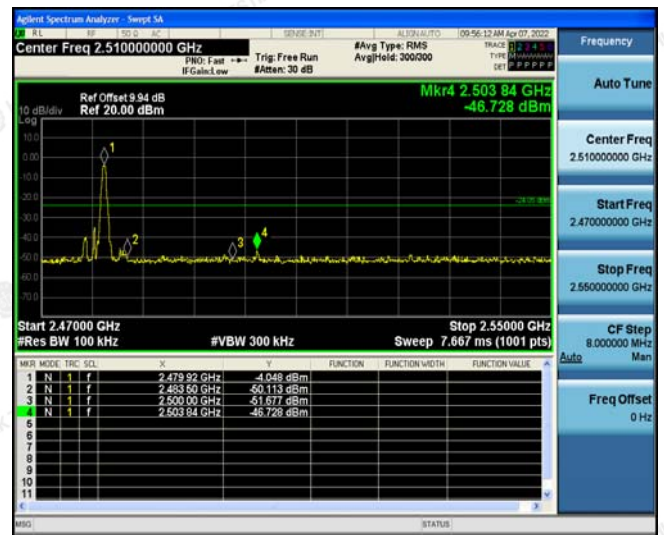 Agilent Spectrum Analyzer - Swept SA
RL RF 50 Ω AC SENSE:INT ALIGNAUTO 09:56:12 AM Apr 07, 2022
Center Freq 2.510000000 GHz
PNO: Fast
IFGain:Low
Trig: Free Run
#Atten: 30 dB
#Avg Type: RMS
Avg|Hold: 300/300
TRACE 1 2 3 4 5 6
TYPE
DET P P P P P P
Mkr4 2.503 84 GHz
-46.728 dBm
Ref Offset 9.94 dB
10 dB/div Ref 20.00 dBm
Log
10.0
0.00
-10.0
-20.0
-30.0
-40.0
-50.0
-60.0
-70.0
1
2
3
4
-24.05 dBm
Start 2.47000 GHz Stop 2.55000 GHz
#Res BW 100 kHz #VBW 300 kHz Sweep 7.667 ms (1001 pts)
MKR MODE TRC SCL X Y FUNCTION FUNCTION WIDTH FUNCTION VALUE
1 N 1 f 2.479 92 GHz -4.048 dBm
2 N 1 f 2.483 50 GHz -50.113 dBm
3 N 1 f 2.500 00 GHz -51.677 dBm
4 N 1 f 2.503 84 GHz -46.728 dBm
5
6
7
8
9
10
11
MSG STATUS
Frequency
Auto Tune
Center Freq
2.510000000 GHz
Start Freq
2.470000000 GHz
Stop Freq
2.550000000 GHz
CF Step
8.000000 MHz
Auto Man
Freq Offset
0 Hz